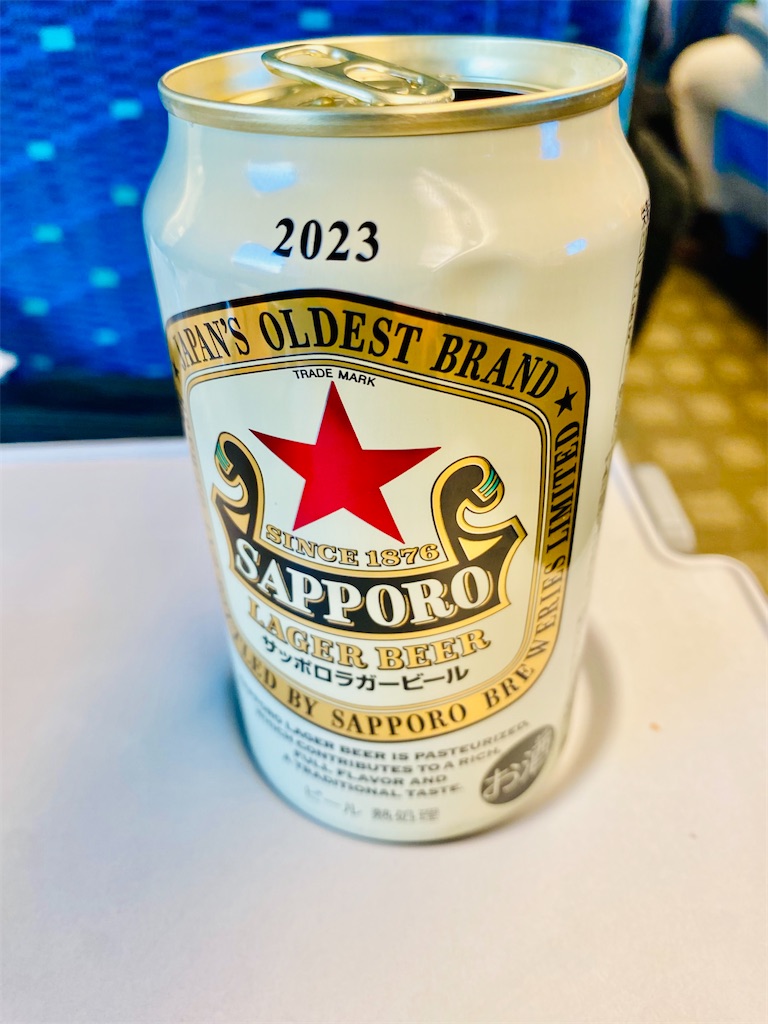 2023
JAPAN'S OLDEST BRAND
TRADE MARK
SINCE 1876
SAPPORO
LAGER BEER
サッポロラガービール
BY SAPPORO BREWERIES LIMITED
SAPPORO LAGER BEER IS PASTEURIZED,
WHICH CONTRIBUTES TO A RICH,
FULL FLAVOR AND
A TRADITIONAL TASTE.
ビール 熱処理
お酒